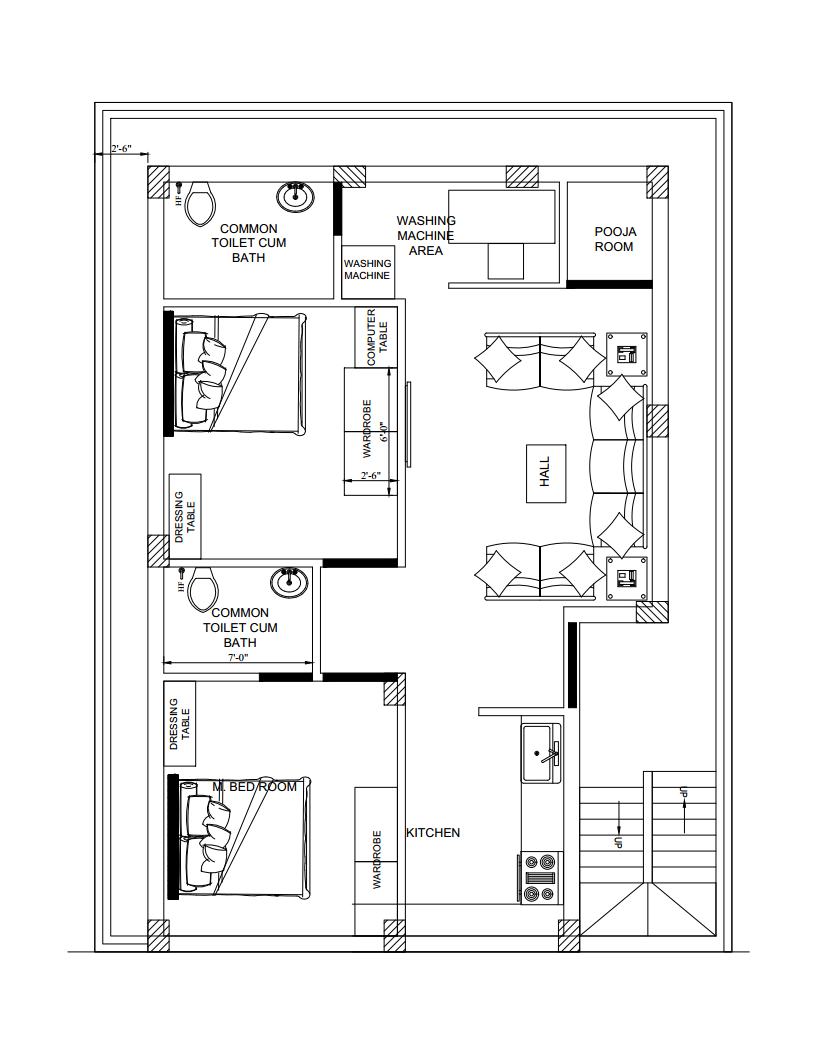 2'-6"
HF
COMMON
TOILET CUM
BATH
WASHING
MACHINE
AREA
POOJA
ROOM
WASHING
MACHINE
COMPUTER
TABLE
WARDROBE
6'-0"
2'-6"
HALL
DRESSING
TABLE
HF
COMMON
TOILET CUM
BATH
7'-0"
DRESSING
TABLE
M. BED ROOM
WARDROBE
KITCHEN
UP
UP